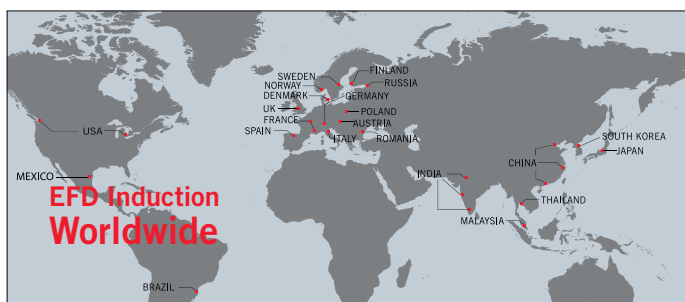 SWEDEN
FINLAND
NORWAY
RUSSIA
DENMARK
GERMANY
UK
POLAND
FRANCE
AUSTRIA
USA
SPAIN
ITALY
ROMANIA
SOUTH KOREA
JAPAN
CHINA
MEXICO
INDIA
EFD Induction
Worldwide
THAILAND
MALAYSIA
BRAZIL